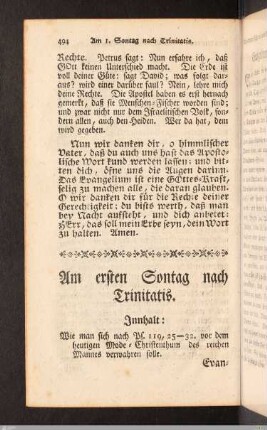 494 Am 1. Sontag nach Trinitatis.
Rechte. Petrus sagt: Nun erfahre ich, daß
GOtt keinen Unterschied macht. Die Erde ist
voll deiner Güte: sagt David; was folgt dar-
aus? wird einer darüber faul? Nein, lehre mich
deine Rechte. Die Apostel haben es erst hernach
gemerkt, daß sie Menschen-Fischer worden sind;
und zwar nicht nur dem Israelitischen Volk, son-
dern allen, auch den Heiden. Wer da hat, dem
wird gegeben.
Nun wir danken dir, o himmlischer
Vater, daß du auch uns hast das Aposto-
lische Wort kund werden lassen: und bit-
ten dich, öfne uns die Augen darinn.
Das Evangelium ist eine GOttes-Kraft,
selig zu machen alle, die daran glauben.
O wir danken dir für die Rechte deiner
Gerechtigkeit: du bists werth, daß man
bey Nacht aufsteht, und dich anbetet:
HErr, das soll mein Erbe seyn, dein Wort
zu halten. Amen.
Am ersten Sontag nach
Trinitatis.
Innhalt:
Wie man sich nach Ps. 119, 25-32. vor dem
heutigen Mode-Christenthum des reichen
Mannes verwahren solle.
Evan-